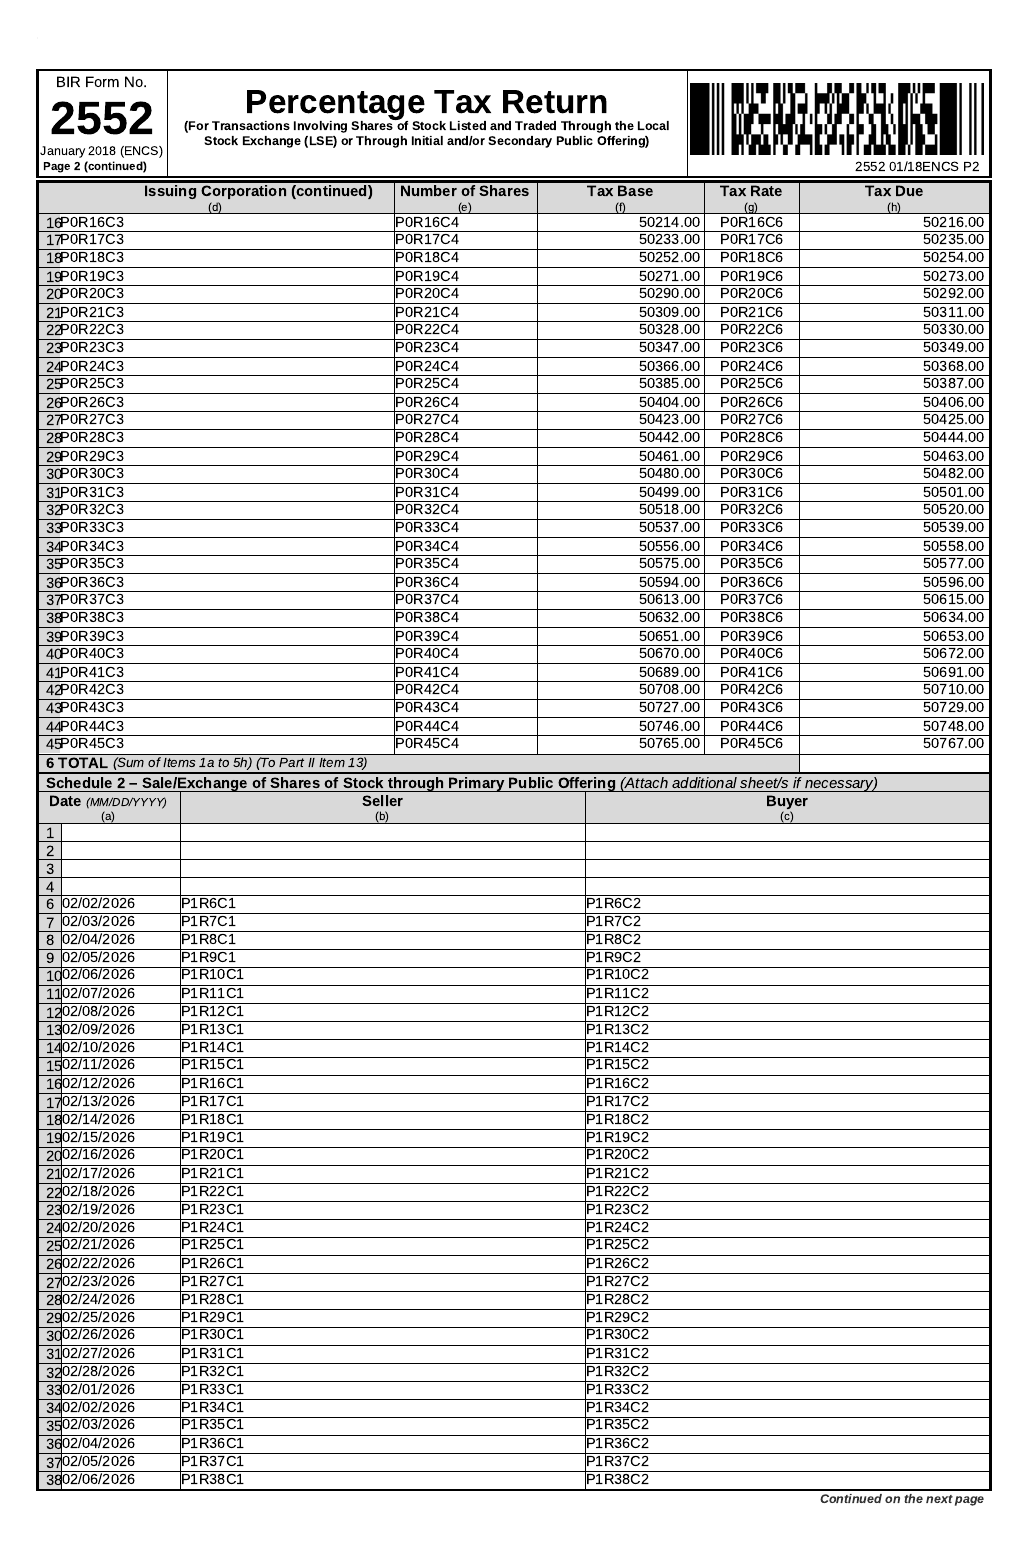 BIR Form No.
2552
January 2018 (ENCS)
Page 2 (continued)
Percentage Tax Return
(For Transactions Involving Shares of Stock Listed and Traded Through the Local
Stock Exchange (LSE) or Through Initial and/or Secondary Public Offering)
2552 01/18ENCS P2
Issuing Corporation (continued) Number of Shares Tax Base Tax Rate Tax Due
(d) (e) (f) (g) (h)
16 P0R16C3 P0R16C4 50214.00 P0R16C6 50216.00
17 P0R17C3 P0R17C4 50233.00 P0R17C6 50235.00
18 P0R18C3 P0R18C4 50252.00 P0R18C6 50254.00
19 P0R19C3 P0R19C4 50271.00 P0R19C6 50273.00
20 P0R20C3 P0R20C4 50290.00 P0R20C6 50292.00
21 P0R21C3 P0R21C4 50309.00 P0R21C6 50311.00
22 P0R22C3 P0R22C4 50328.00 P0R22C6 50330.00
23 P0R23C3 P0R23C4 50347.00 P0R23C6 50349.00
24 P0R24C3 P0R24C4 50366.00 P0R24C6 50368.00
25 P0R25C3 P0R25C4 50385.00 P0R25C6 50387.00
26 P0R26C3 P0R26C4 50404.00 P0R26C6 50406.00
27 P0R27C3 P0R27C4 50423.00 P0R27C6 50425.00
28 P0R28C3 P0R28C4 50442.00 P0R28C6 50444.00
29 P0R29C3 P0R29C4 50461.00 P0R29C6 50463.00
30 P0R30C3 P0R30C4 50480.00 P0R30C6 50482.00
31 P0R31C3 P0R31C4 50499.00 P0R31C6 50501.00
32 P0R32C3 P0R32C4 50518.00 P0R32C6 50520.00
33 P0R33C3 P0R33C4 50537.00 P0R33C6 50539.00
34 P0R34C3 P0R34C4 50556.00 P0R34C6 50558.00
35 P0R35C3 P0R35C4 50575.00 P0R35C6 50577.00
36 P0R36C3 P0R36C4 50594.00 P0R36C6 50596.00
37 P0R37C3 P0R37C4 50613.00 P0R37C6 50615.00
38 P0R38C3 P0R38C4 50632.00 P0R38C6 50634.00
39 P0R39C3 P0R39C4 50651.00 P0R39C6 50653.00
40 P0R40C3 P0R40C4 50670.00 P0R40C6 50672.00
41 P0R41C3 P0R41C4 50689.00 P0R41C6 50691.00
42 P0R42C3 P0R42C4 50708.00 P0R42C6 50710.00
43 P0R43C3 P0R43C4 50727.00 P0R43C6 50729.00
44 P0R44C3 P0R44C4 50746.00 P0R44C6 50748.00
45 P0R45C3 P0R45C4 50765.00 P0R45C6 50767.00
6 TOTAL (Sum of Items 1a to 5h) (To Part II Item 13)
Schedule 2 – Sale/Exchange of Shares of Stock through Primary Public Offering (Attach additional sheet/s if necessary)
Date (MM/DD/YYYY) Seller Buyer
(a) (b) (c)
1
2
3
4
6 02/02/2026 P1R6C1 P1R6C2
7 02/03/2026 P1R7C1 P1R7C2
8 02/04/2026 P1R8C1 P1R8C2
9 02/05/2026 P1R9C1 P1R9C2
10 02/06/2026 P1R10C1 P1R10C2
11 02/07/2026 P1R11C1 P1R11C2
12 02/08/2026 P1R12C1 P1R12C2
13 02/09/2026 P1R13C1 P1R13C2
14 02/10/2026 P1R14C1 P1R14C2
15 02/11/2026 P1R15C1 P1R15C2
16 02/12/2026 P1R16C1 P1R16C2
17 02/13/2026 P1R17C1 P1R17C2
18 02/14/2026 P1R18C1 P1R18C2
19 02/15/2026 P1R19C1 P1R19C2
20 02/16/2026 P1R20C1 P1R20C2
21 02/17/2026 P1R21C1 P1R21C2
22 02/18/2026 P1R22C1 P1R22C2
23 02/19/2026 P1R23C1 P1R23C2
24 02/20/2026 P1R24C1 P1R24C2
25 02/21/2026 P1R25C1 P1R25C2
26 02/22/2026 P1R26C1 P1R26C2
27 02/23/2026 P1R27C1 P1R27C2
28 02/24/2026 P1R28C1 P1R28C2
29 02/25/2026 P1R29C1 P1R29C2
30 02/26/2026 P1R30C1 P1R30C2
31 02/27/2026 P1R31C1 P1R31C2
32 02/28/2026 P1R32C1 P1R32C2
33 02/01/2026 P1R33C1 P1R33C2
34 02/02/2026 P1R34C1 P1R34C2
35 02/03/2026 P1R35C1 P1R35C2
36 02/04/2026 P1R36C1 P1R36C2
37 02/05/2026 P1R37C1 P1R37C2
38 02/06/2026 P1R38C1 P1R38C2
Continued on the next page